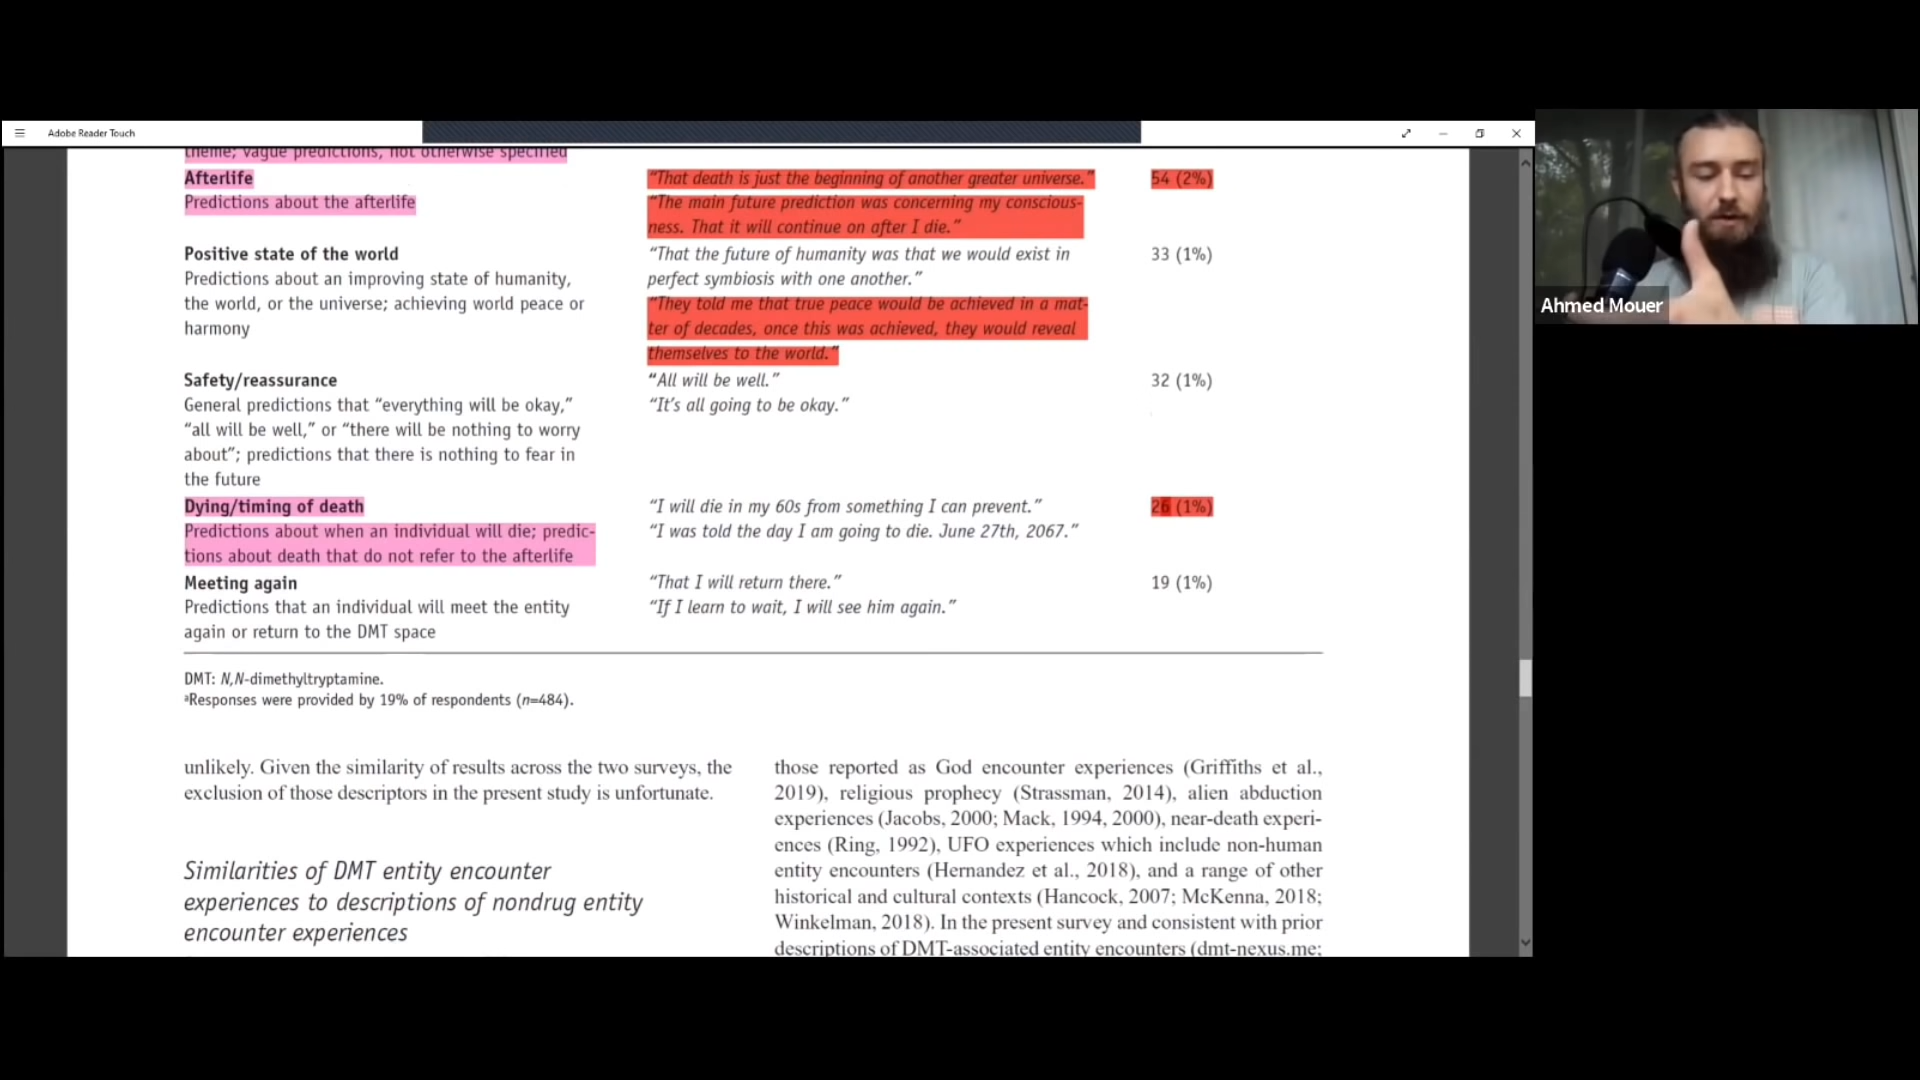 Adobe Reader Touch
theme; vague predictions, not otherwise specified
Afterlife
Predictions about the afterlife
“That death is just the beginning of another greater universe.”
“The main future prediction was concerning my conscious-
ness. That it will continue on after I die.”
54 (2%)
Positive state of the world
Predictions about an improving state of humanity,
the world, or the universe; achieving world peace or
harmony
“That the future of humanity was that we would exist in
perfect symbiosis with one another.”
“They told me that true peace would be achieved in a mat-
ter of decades, once this was achieved, they would reveal
themselves to the world.”
33 (1%)
Safety/reassurance
General predictions that “everything will be okay,”
“all will be well,” or “there will be nothing to worry
about”; predictions that there is nothing to fear in
the future
“All will be well.”
“It’s all going to be okay.”
32 (1%)
Dying/timing of death
Predictions about when an individual will die; predic-
tions about death that do not refer to the afterlife
“I will die in my 60s from something I can prevent.”
“I was told the day I am going to die. June 27th, 2067.”
26 (1%)
Meeting again
Predictions that an individual will meet the entity
again or return to the DMT space
“That I will return there.”
“If I learn to wait, I will see him again.”
19 (1%)
DMT: N,N-dimethyltryptamine.
ªResponses were provided by 19% of respondents (n=484).
unlikely. Given the similarity of results across the two surveys, the
exclusion of those descriptors in the present study is unfortunate.
Similarities of DMT entity encounter
experiences to descriptions of nondrug entity
encounter experiences
those reported as God encounter experiences (Griffiths et al.,
2019), religious prophecy (Strassman, 2014), alien abduction
experiences (Jacobs, 2000; Mack, 1994, 2000), near-death experi-
ences (Ring, 1992), UFO experiences which include non-human
entity encounters (Hernandez et al., 2018), and a range of other
historical and cultural contexts (Hancock, 2007; McKenna, 2018;
Winkelman, 2018). In the present survey and consistent with prior
descriptions of DMT-associated entity encounters (dmt-nexus.me;
Ahmed Mouer